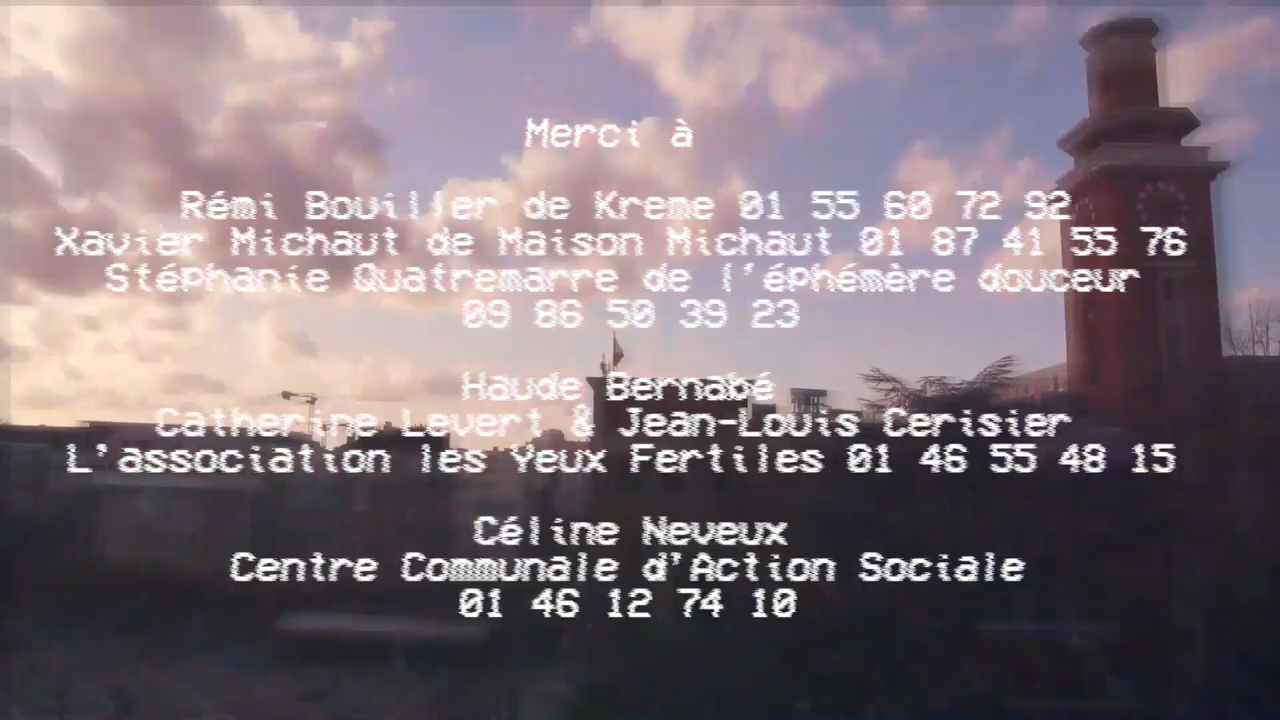 Merci à
Rémi Bouiller de Kreme 01 55 60 72 92
Xavier Michaut de Maison Michaut 01 87 41 55 76
Stéphanie Quatremarre de l'éphémère douceur
09 86 50 39 23
Haude Bernabé
Catherine Levert & Jean-Louis Cerisier
L'association les Yeux Fertiles 01 46 55 48 15
Céline Neveux
Centre Communale d'Action Sociale
01 46 12 74 10